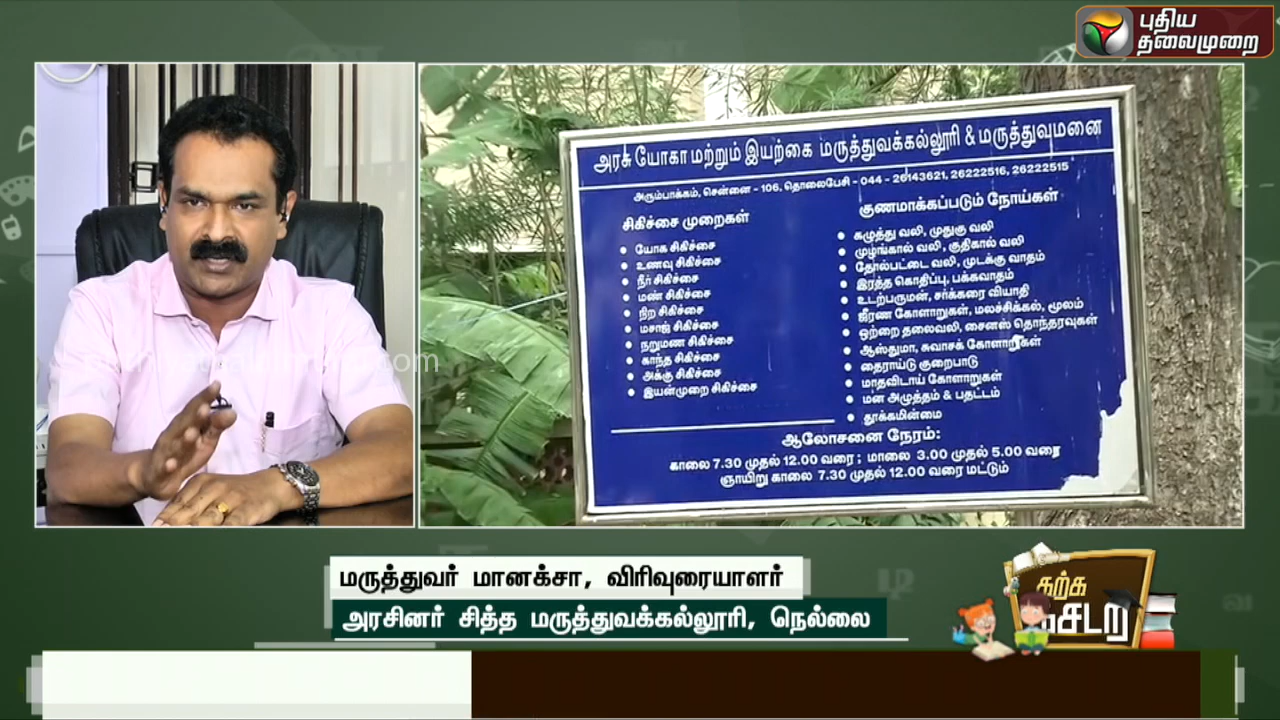 புதிய
தலைமுறை
அரசு யோகா மற்றும் இயற்கை மருத்துவக்கல்லூரி & மருத்துவமனை
அரும்பாக்கம், சென்னை - 106, தொலைபேசி - 044 - 26143621, 26222516, 26222515
சிகிச்சை முறைகள்
யோக சிகிச்சை
உணவு சிகிச்சை
நீர் சிகிச்சை
மண் சிகிச்சை
நிற சிகிச்சை
மசாஜ் சிகிச்சை
நறுமண சிகிச்சை
காந்த சிகிச்சை
அக்கு சிகிச்சை
இயன்முறை சிகிச்சை
குணமாக்கப்படும் நோய்கள்
கழுத்து வலி, முதுகு வலி
முழங்கால் வலி, குதிகால் வலி
தோல்பட்டை வலி, முடக்கு வாதம்
இரத்த கொதிப்பு, பக்கவாதம்
உடற்பருமன், சர்க்கரை வியாதி
ஜீரண கோளாறுகள், மலச்சிக்கல், மூலம்
ஒற்றை தலைவலி, சைனஸ் தொந்தரவுகள்
ஆஸ்துமா, சுவாசக் கோளாறுகள்
தைராய்டு குறைபாடு
மாதவிடாய் கோளாறுகள்
மன அழுத்தம் & பதட்டம்
தூக்கமின்மை
ஆலோசனை நேரம்:
காலை 7.30 முதல் 12.00 வரை ; மாலை 3.00 முதல் 5.00 வரை
ஞாயிறு காலை 7.30 முதல் 12.00 வரை மட்டும்
மருத்துவர் மானக்சா, விரிவுரையாளர்
அரசினர் சித்த மருத்துவக்கல்லூரி, நெல்லை
கற்க
கசடற